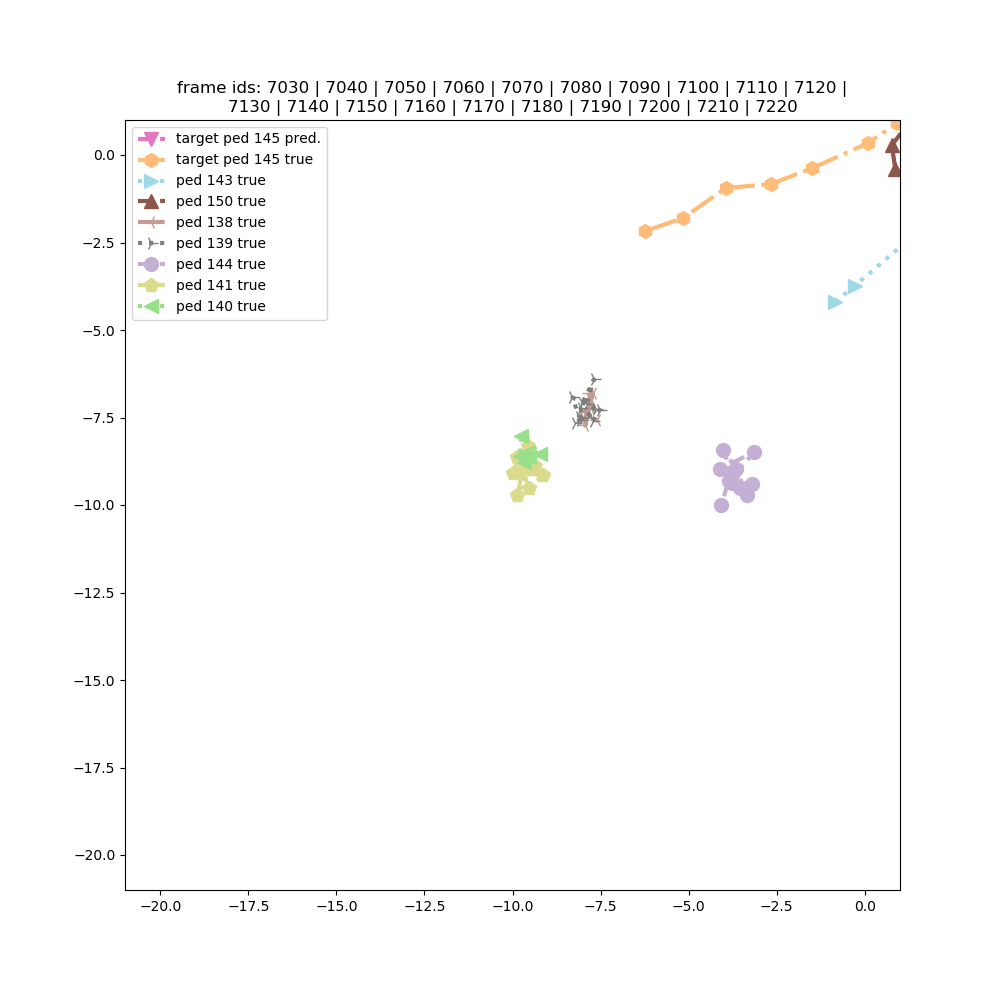 frame ids: 7030 | 7040 | 7050 | 7060 | 7070 | 7080 | 7090 | 7100 | 7110 | 7120 |
7130 | 7140 | 7150 | 7160 | 7170 | 7180 | 7190 | 7200 | 7210 | 7220
target ped 145 pred.
target ped 145 true
ped 143 true
ped 150 true
ped 138 true
ped 139 true
ped 144 true
ped 141 true
ped 140 true
0.0
−2.5
−5.0
−7.5
−10.0
−12.5
−15.0
−17.5
−20.0
−20.0 −17.5 −15.0 −12.5 −10.0 −7.5 −5.0 −2.5 0.0